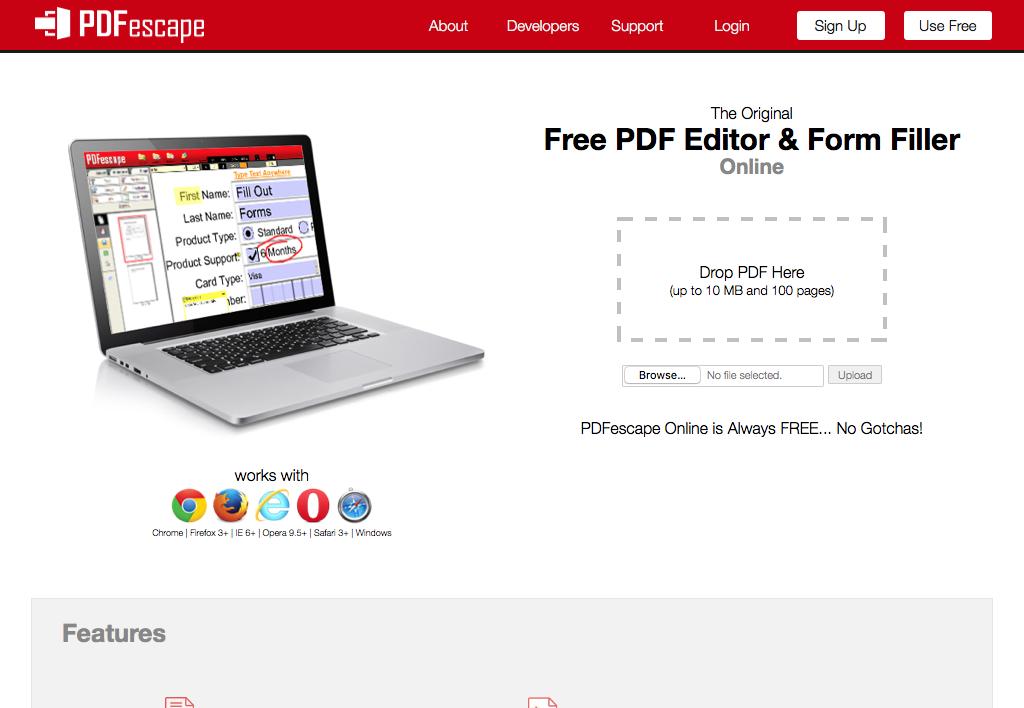 PDFescape
About Developers Support Login Sign Up Use Free
The Original
Free PDF Editor & Form Filler
Online
PDFescape
Type Text Anywhere
First Name: Fill Out
Last Name: Forms
Product Type: Standard
Product Support: 6 Months
Card Type: Visa
mber:
Drop PDF Here
(up to 10 MB and 100 pages)
Browse... No file selected. Upload
PDFescape Online is Always FREE... No Gotchas!
works with
Chrome | Firefox 3+ | IE 6+ | Opera 9.5+ | Safari 3+ | Windows
Features